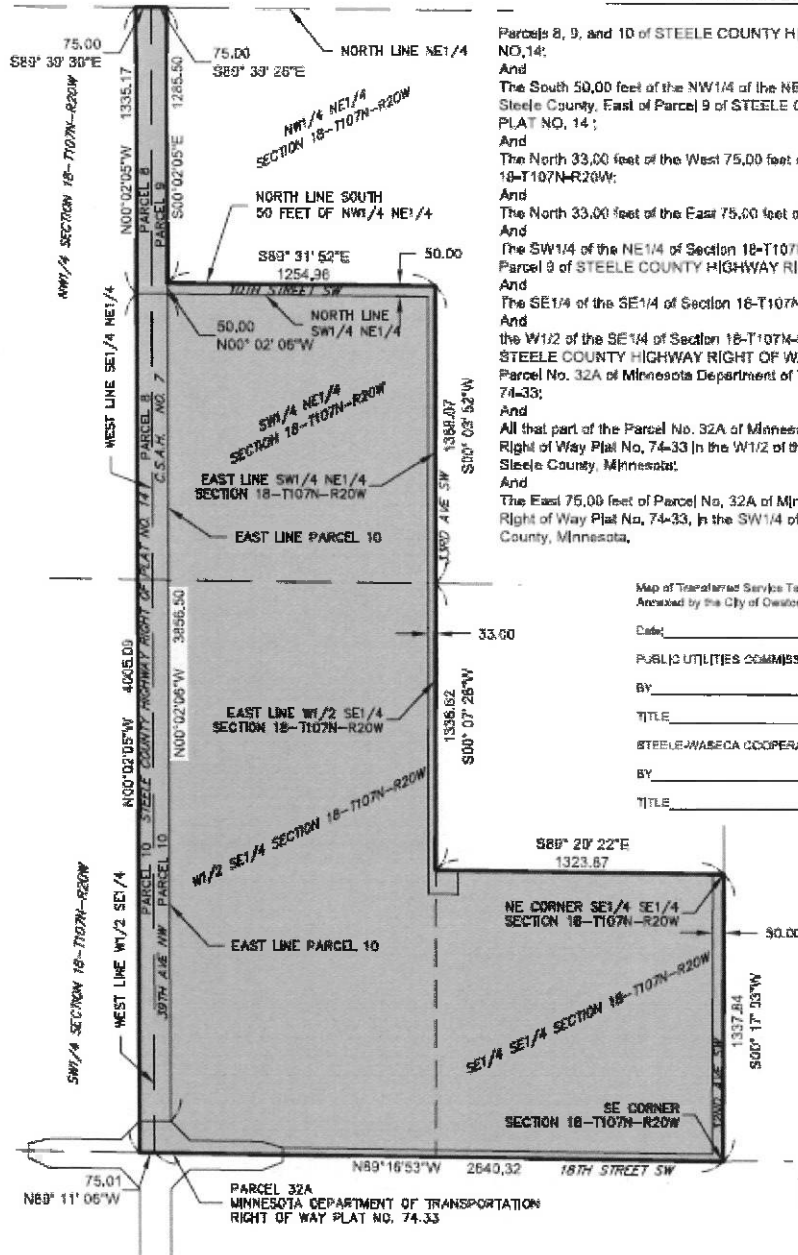 75.00
S89° 39' 30"E
75.00
S89° 39' 26"E
NORTH LINE NE1/4
NW1/4 SECTION 18-T107N-R20W
N00°02'05"W 1335.17
PARCEL 8
PARCEL 9
S00°02'05"E 1285.50
NW1/4 NE1/4
SECTION 18-T107N-R20W
NORTH LINE SOUTH
50 FEET OF NW1/4 NE1/4
S89° 31' 52"E
1254.96
50.00
10TH STREET SW
50.00
N00° 02' 06"W
NORTH LINE
SW1/4 NE1/4
WEST LINE SE1/4 NE1/4
SW1/4 NE1/4
SECTION 18-T107N-R20W
PARCEL 8
C.S.A.H. NO. 7
EAST LINE SW1/4 NE1/4
SECTION 18-T107N-R20W
S00° 03' 52"W
33RD AVE SW
EAST LINE PARCEL 10
N00°02'05"W 4005.09
STEELE COUNTY HIGHWAY RIGHT OF PLAT NO. 14
N00°02'06"W 3856.50
33.00
EAST LINE W1/2 SE1/4
SECTION 18-T107N-R20W
S00° 07' 28"W
W1/2 SE1/4 SECTION 18-T107N-R20W
S89° 20' 22"E
1323.87
NE CORNER SE1/4 SE1/4
SECTION 18-T107N-R20W
SW1/4 SECTION 18-T107N-R20W
WEST LINE W1/2 SE1/4
PARCEL 10
PARCEL 10
39TH AVE NW
EAST LINE PARCEL 10
SE1/4 SE1/4 SECTION 18-T107N-R20W
1337.84
SE CORNER
SECTION 18-T107N-R20W
75.01
N89° 11' 06"W
N89°16'53"W 2640.32 18TH STREET SW
PARCEL 32A
MINNESOTA DEPARTMENT OF TRANSPORTATION
RIGHT OF WAY PLAT NO. 74.33
Parcels 8, 9, and 10 of STEELE COUNTY H
NO.14;
And
The South 50.00 feet of the NW1/4 of the NE
Steele County, East of Parcel 9 of STEELE C
PLAT NO. 14 ;
And
The North 33.00 feet of the West 75.00 feet
18-T107N-R20W;
And
The North 33.00 feet of the East 75.00 feet of
And
The SW1/4 of the NE1/4 of Section 18-T107
Parcel 9 of STEELE COUNTY HIGHWAY RI
And
The SE1/4 of the SE1/4 of Section 18-T107N
And
the W1/2 of the SE1/4 of Section 18-T107N-
STEELE COUNTY HIGHWAY RIGHT OF W
Parcel No. 32A of Minnesota Department of
74-33;
And
All that part of the Parcel No. 32A of Minnes
Right of Way Plat No. 74-33 in the W1/2 of th
Steele County, Minnesota;
And
The East 75.00 feet of Parcel No. 32A of Min
Right of Way Plat No. 74-33, in the SW1/4 of
County, Minnesota.
Map of Transferred Service Te
Annexed by the City of Owaton
Date:
PUBLIC UTILITIES COMMISS
BY
TITLE
STEELE-WASECA COOPERA
BY
TITLE